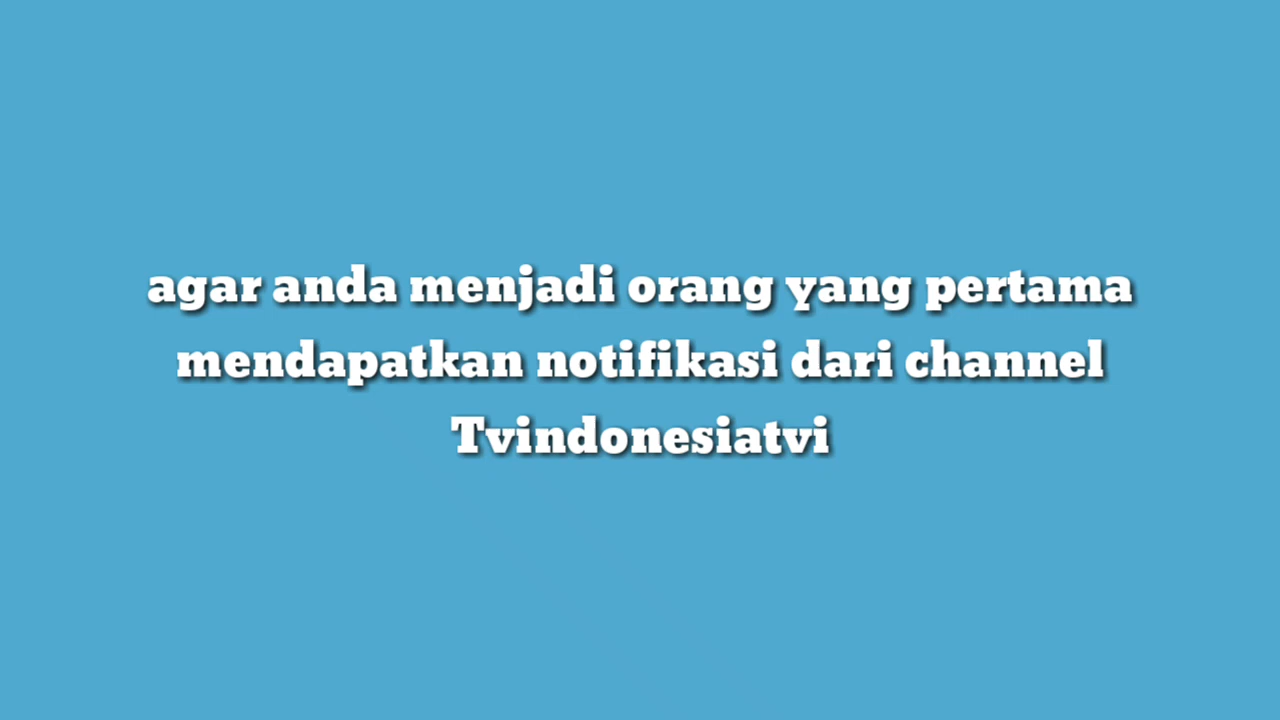 agar anda menjadi orang yang pertama
mendapatkan notifikasi dari channel
Tvindonesiatvi